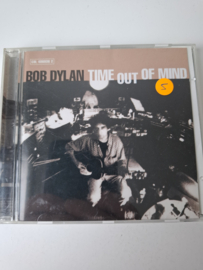 BOB DYLAN TIME OUT OF MIND
5